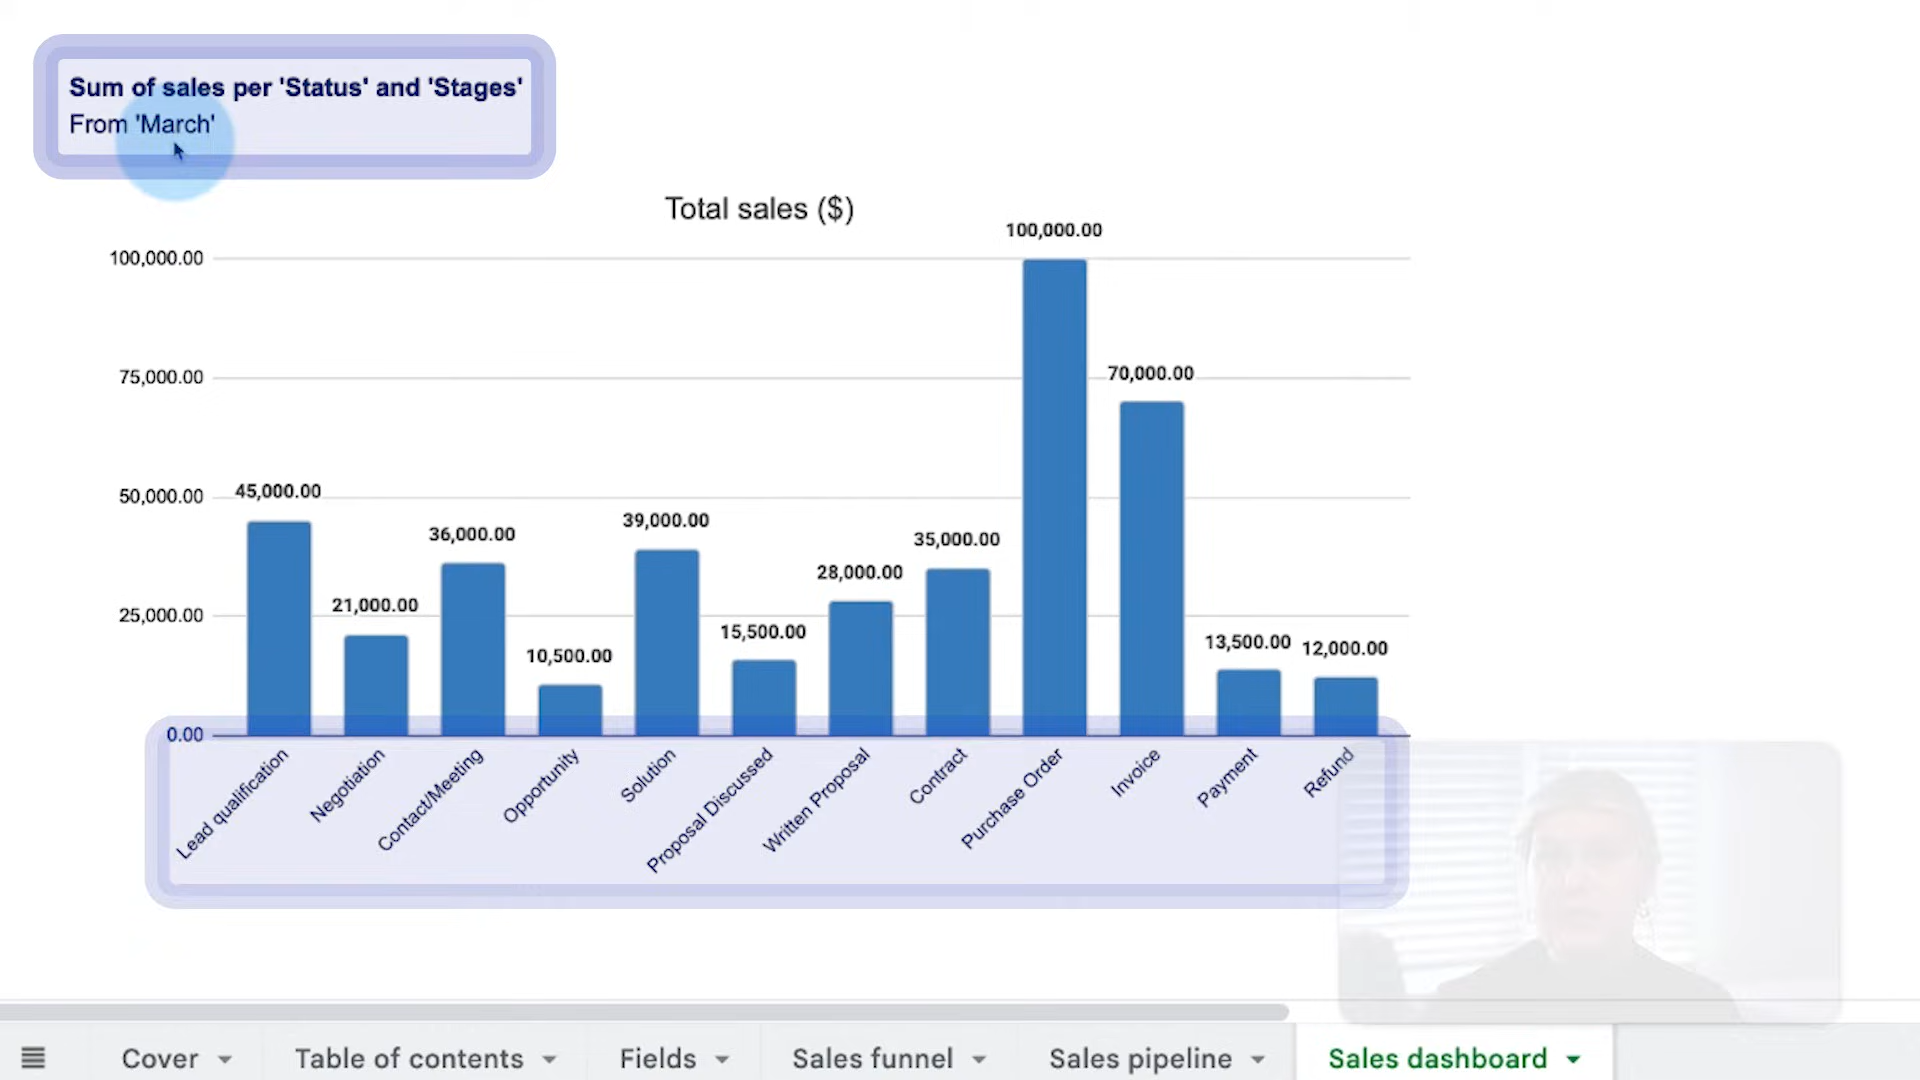 Sum of sales per 'Status' and 'Stages'
From 'March'
Total sales ($)
100,000.00
75,000.00
50,000.00
25,000.00
0.00
45,000.00
21,000.00
36,000.00
10,500.00
39,000.00
15,500.00
28,000.00
35,000.00
100,000.00
70,000.00
13,500.00
12,000.00
Lead qualification
Negotiation
Contact/Meeting
Opportunity
Solution
Proposal Discussed
Written Proposal
Contract
Purchase Order
Invoice
Payment
Refund
Cover
Table of contents
Fields
Sales funnel
Sales pipeline
Sales dashboard